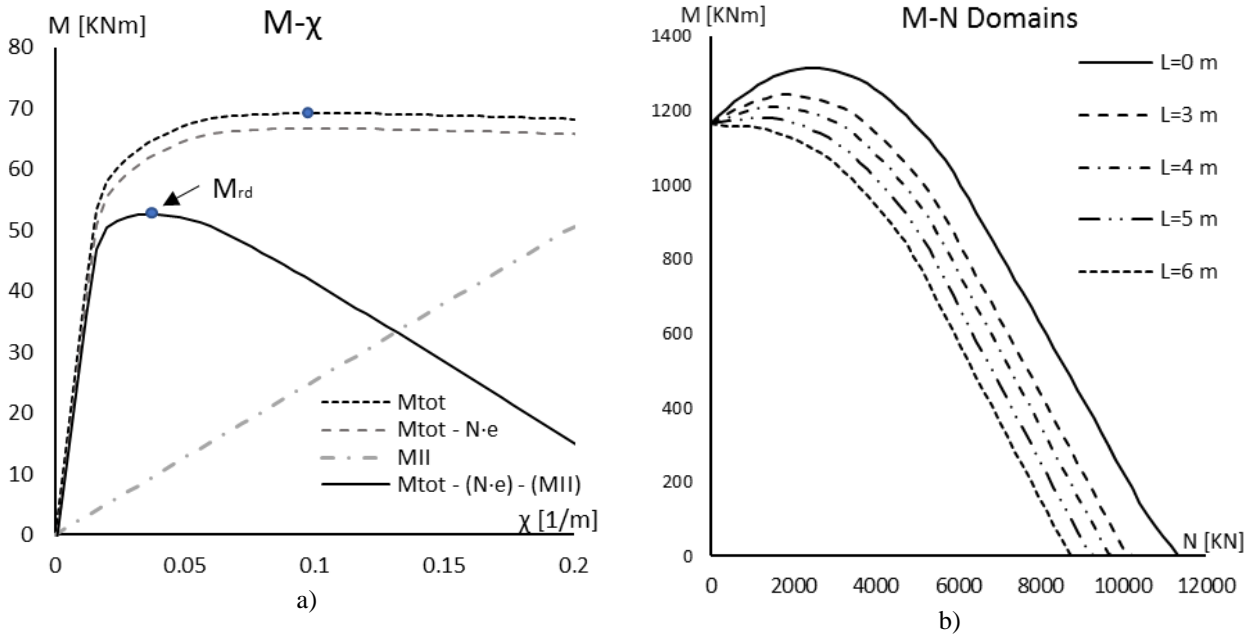 M [KNm]
M-χ
80
70
60
50
40
30
20
10
0
Mrd
Mtot
Mtot - N·e
MII
Mtot - (N·e) - (MII)
χ [1/m]
0 0.05 0.1 0.15 0.2
a)
M [KNm]
M-N Domains
1400
1200
1000
800
600
400
200
0
L=0 m
L=3 m
L=4 m
L=5 m
L=6 m
N [KN]
0 2000 4000 6000 8000 10000 12000
b)